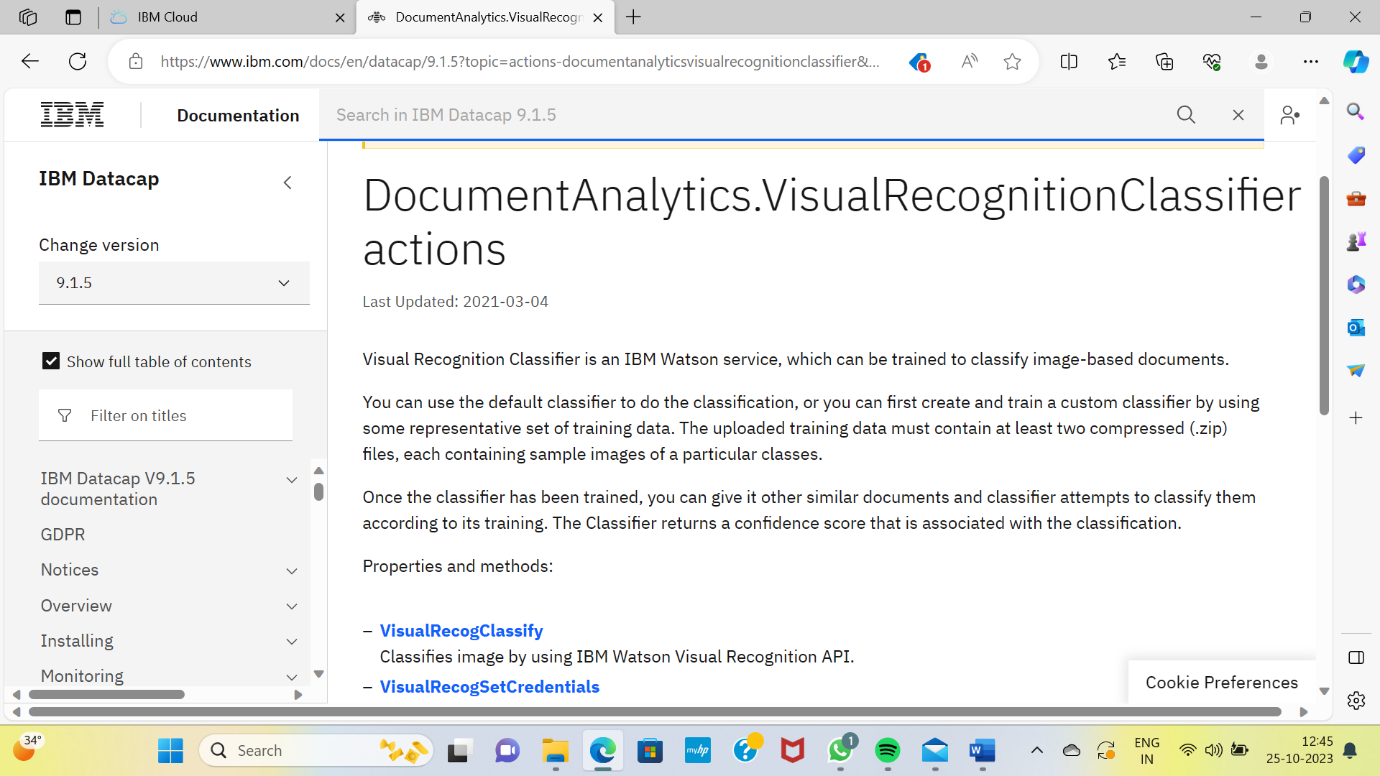 IBM Cloud
DocumentAnalytics.VisualRecogn
https://www.ibm.com/docs/en/datacap/9.1.5?topic=actions-documentanalyticsvisualrecognitionclassifier&...
1
IBM
Documentation
Search in IBM Datacap 9.1.5
IBM Datacap
Change version
9.1.5
Show full table of contents
Filter on titles
IBM Datacap V9.1.5
documentation
GDPR
Notices
Overview
Installing
Monitoring
DocumentAnalytics.VisualRecognitionClassifier
actions
Last Updated: 2021-03-04
Visual Recognition Classifier is an IBM Watson service, which can be trained to classify image-based documents.
You can use the default classifier to do the classification, or you can first create and train a custom classifier by using
some representative set of training data. The uploaded training data must contain at least two compressed (.zip)
files, each containing sample images of a particular classes.
Once the classifier has been trained, you can give it other similar documents and classifier attempts to classify them
according to its training. The Classifier returns a confidence score that is associated with the classification.
Properties and methods:
– VisualRecogClassify
Classifies image by using IBM Watson Visual Recognition API.
– VisualRecogSetCredentials
Cookie Preferences
34°
Search
myhp
1
ENG
IN
12:45
25-10-2023